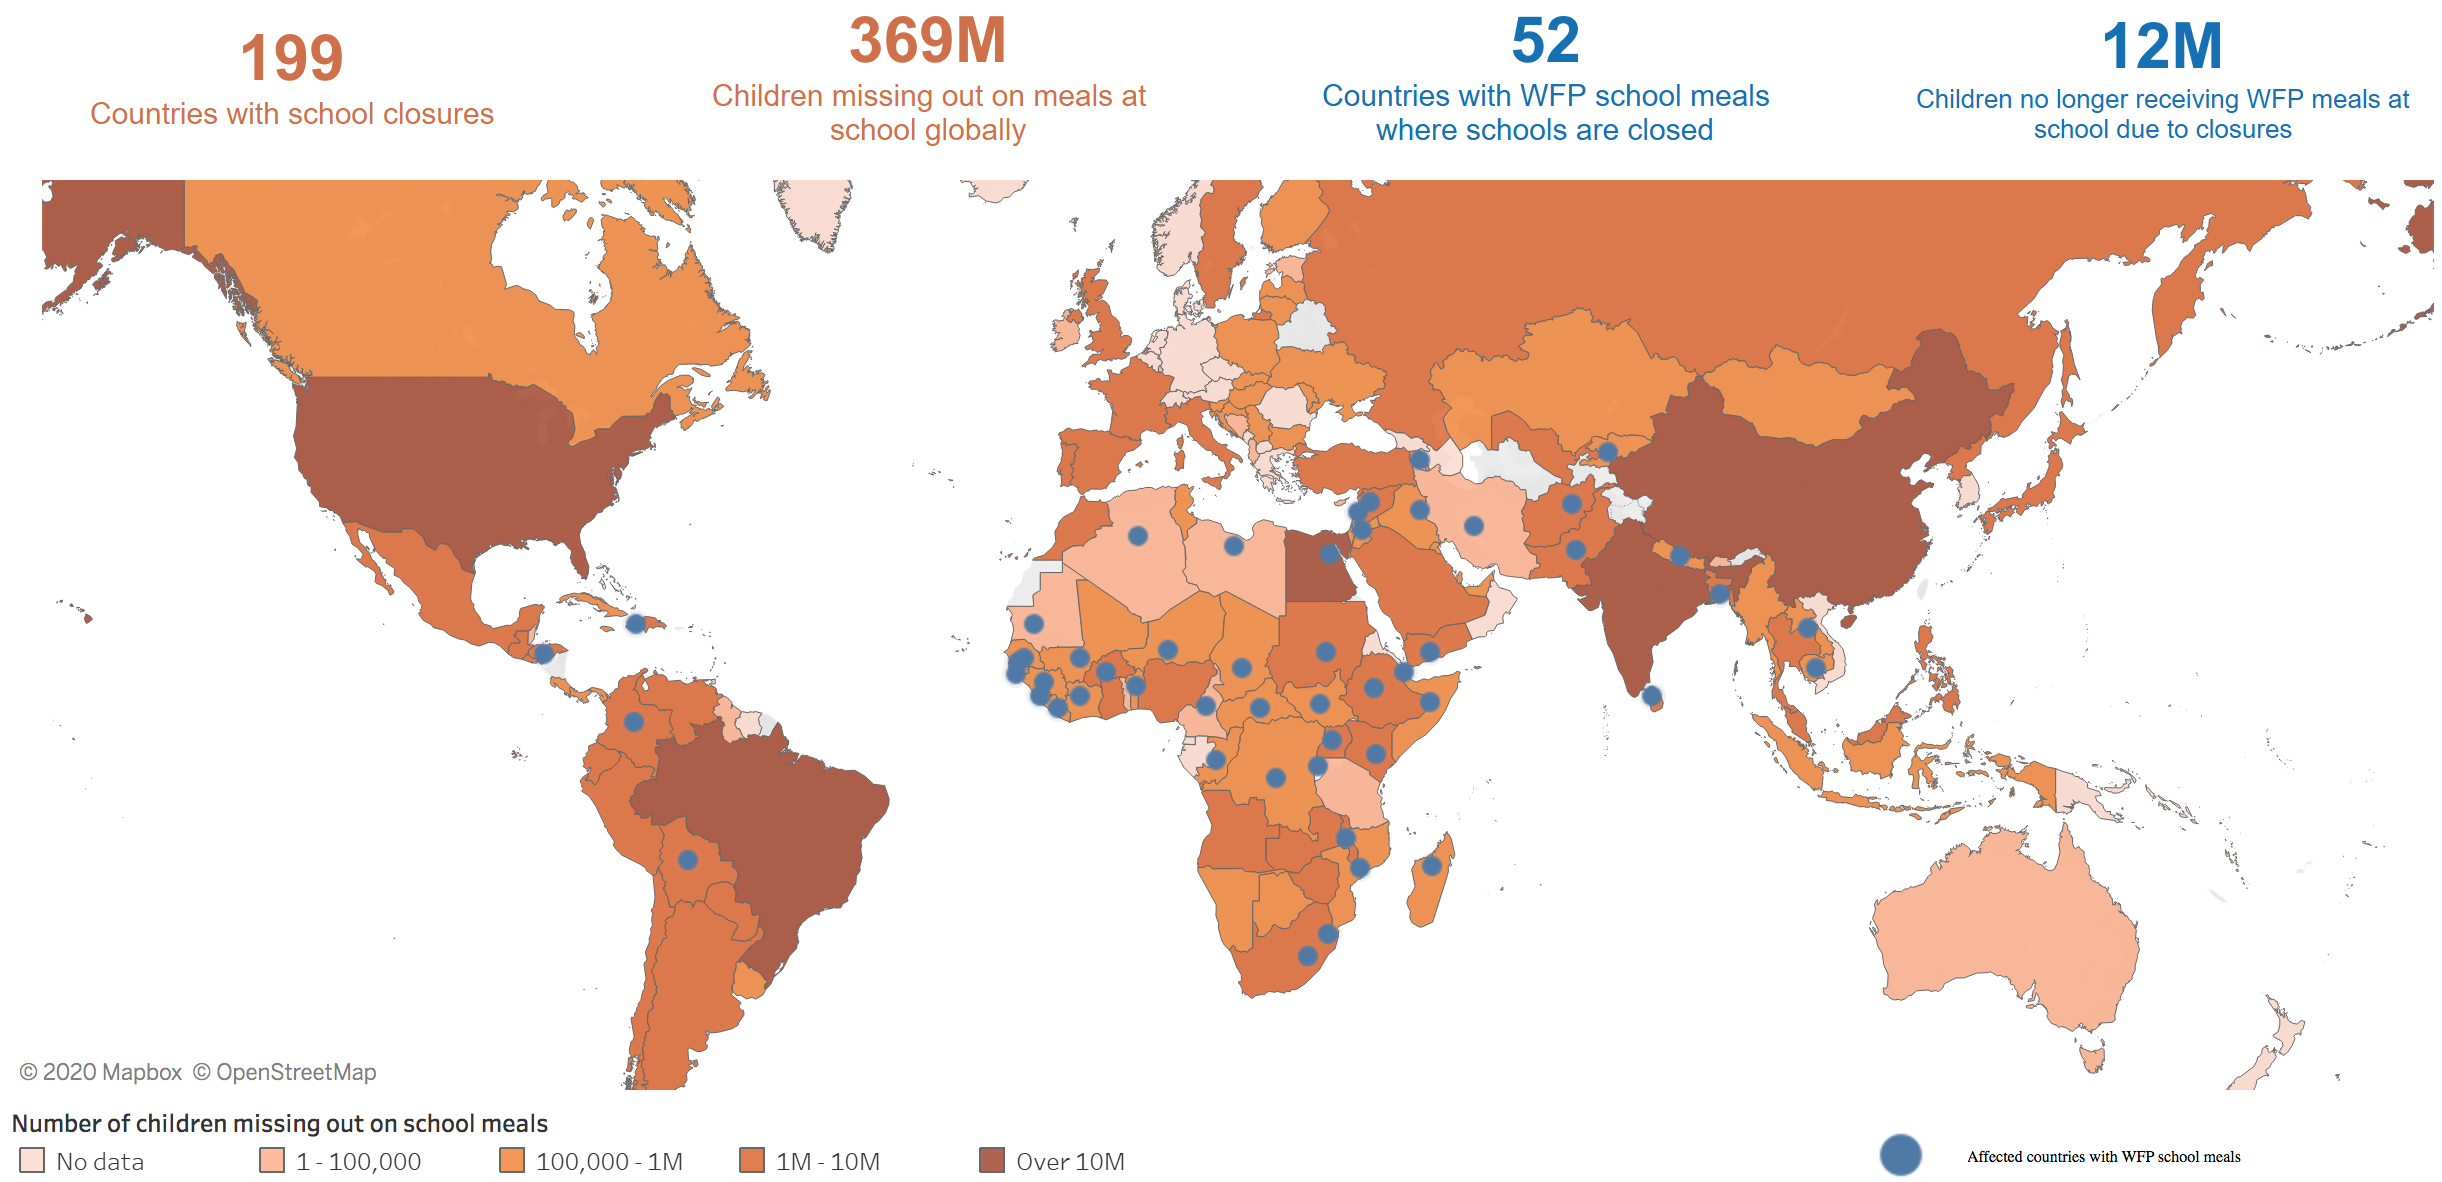 199
Countries with school closures
369M
Children missing out on meals at
school globally
52
Countries with WFP school meals
where schools are closed
12M
Children no longer receiving WFP meals at
school due to closures
© 2020 Mapbox © OpenStreetMap
Number of children missing out on school meals
No data
1 - 100,000
100,000 - 1M
1M - 10M
Over 10M
Affected countries with WFP school meals